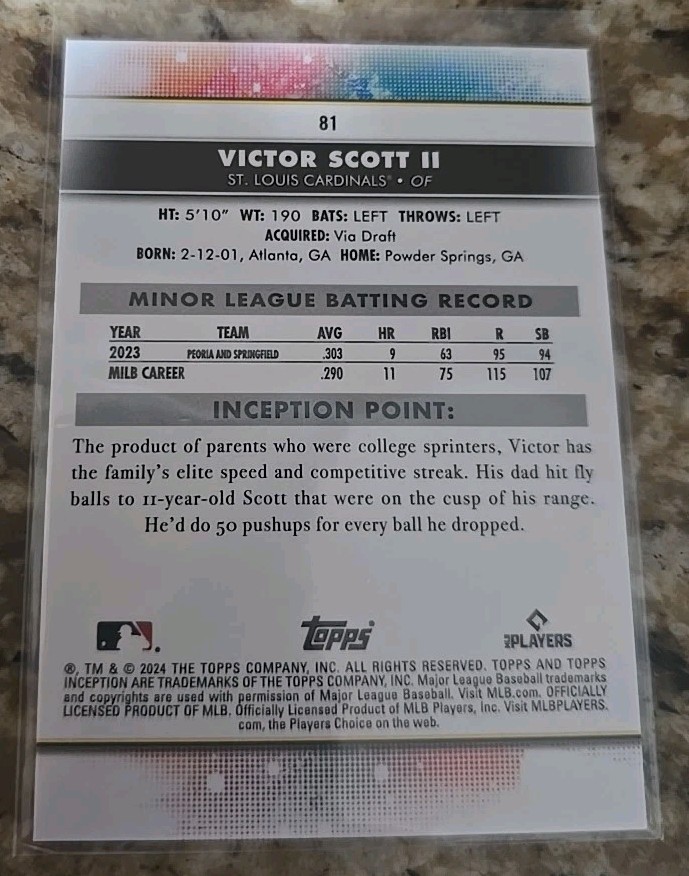 81
VICTOR SCOTT II
ST. LOUIS CARDINALS® • OF
HT: 5'10" WT: 190 BATS: LEFT THROWS: LEFT
ACQUIRED: Via Draft
BORN: 2-12-01, Atlanta, GA HOME: Powder Springs, GA
MINOR LEAGUE BATTING RECORD
YEAR TEAM AVG HR RBI R SB
2023 PEORIA AND SPRINGFIELD .303 9 63 95 94
MILB CAREER .290 11 75 115 107
INCEPTION POINT:
The product of parents who were college sprinters, Victor has
the family's elite speed and competitive streak. His dad hit fly
balls to 11-year-old Scott that were on the cusp of his range.
He'd do 50 pushups for every ball he dropped.
Topps
MLB PLAYERS
®, TM & © 2024 THE TOPPS COMPANY, INC. ALL RIGHTS RESERVED. TOPPS AND TOPPS
INCEPTION ARE TRADEMARKS OF THE TOPPS COMPANY, INC. Major League Baseball trademarks
and copyrights are used with permission of Major League Baseball. Visit MLB.com. OFFICIALLY
LICENSED PRODUCT OF MLB. Officially Licensed Product of MLB Players, Inc. Visit MLBPLAYERS.
com, the Players Choice on the web.